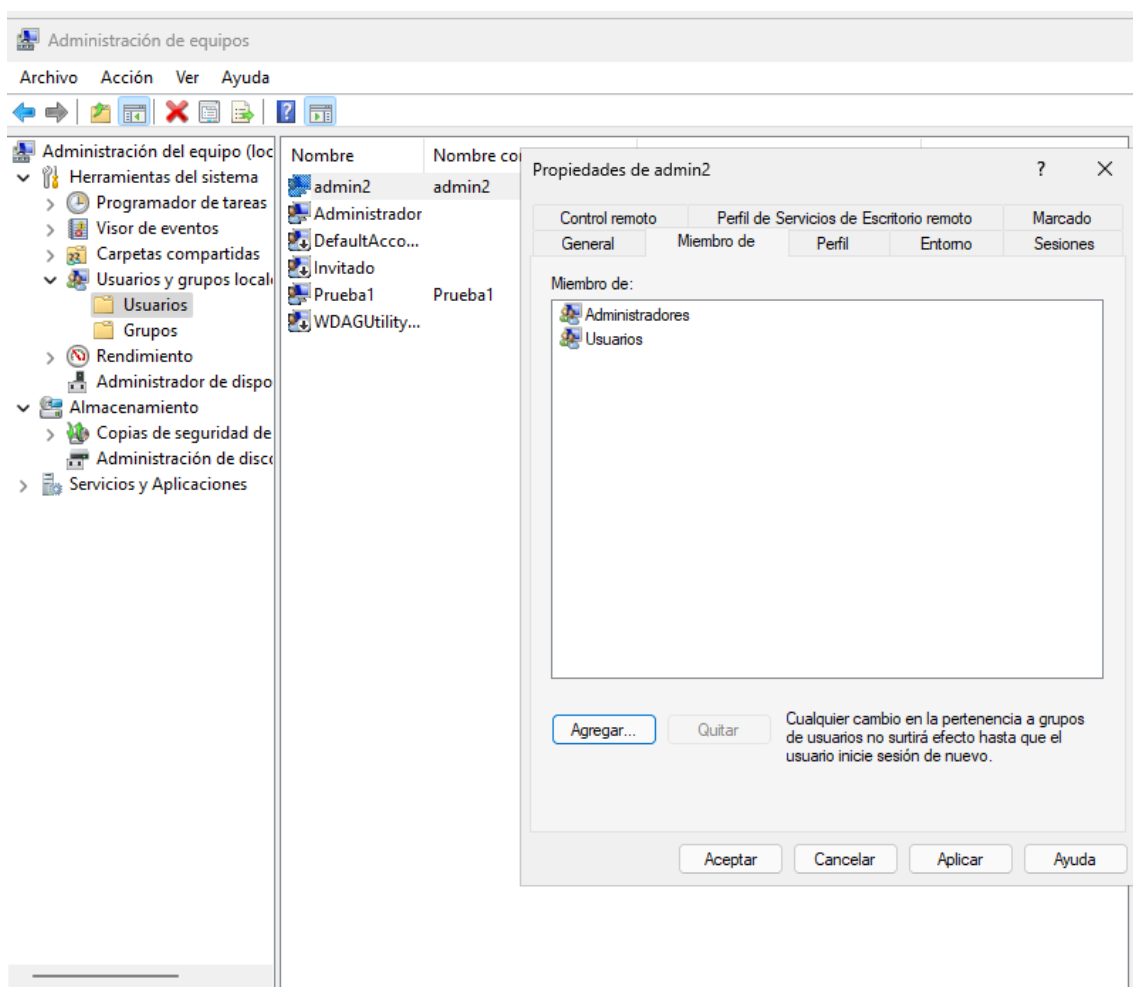 Administración de equipos
Archivo Acción Ver Ayuda
Administración del equipo (loc
Herramientas del sistema
Programador de tareas
Visor de eventos
Carpetas compartidas
Usuarios y grupos local
Usuarios
Grupos
Rendimiento
Administrador de dispo
Almacenamiento
Copias de seguridad de
Administración de disco
Servicios y Aplicaciones
Nombre Nombre co
admin2 admin2
Administrador
DefaultAcco...
Invitado
Prueba1 Prueba1
WDAGUtility...
Propiedades de admin2 ?
Control remoto Perfil de Servicios de Escritorio remoto Marcado
General Miembro de Perfil Entorno Sesiones
Miembro de:
Administradores
Usuarios
Agregar... Quitar
Cualquier cambio en la pertenencia a grupos
de usuarios no surtirá efecto hasta que el
usuario inicie sesión de nuevo.
Aceptar Cancelar Aplicar Ayuda